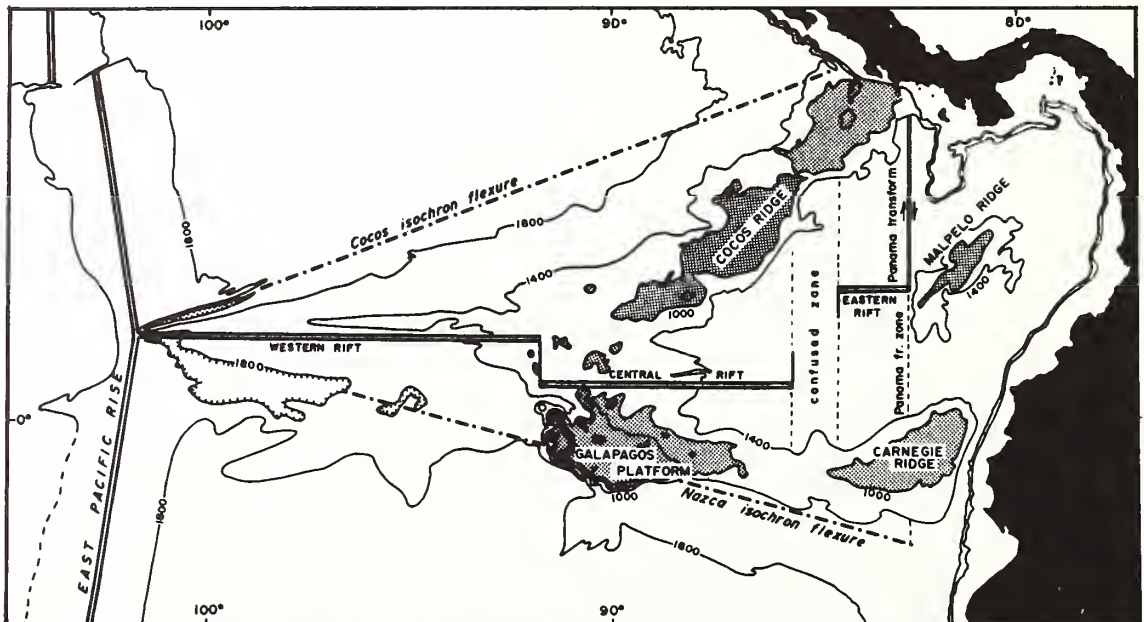 100°
90°
80°
1800
Cocos isochron flexure
1800
1400
COCOS RIDGE
1000
Panama transform
MALPELO RIDGE
1400
confused zone
EASTERN
RIFT
Panama fr. zone
WESTERN RIFT
1800
CENTRAL RIFT
EAST PACIFIC RISE
0°
1400
GALAPAGOS
PLATFORM
1000
CARNEGIE
RIDGE
1000
Nazca isochron flexure
1800
1800
100°
90°